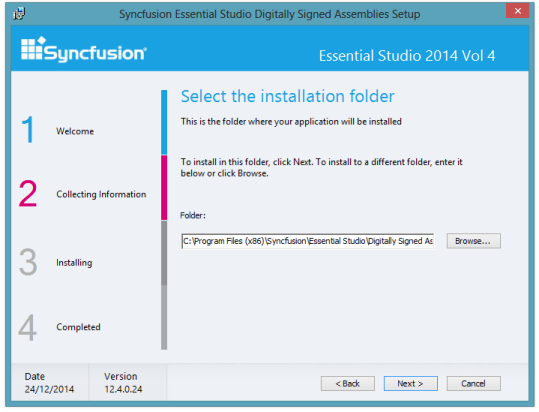 Syncfusion Essential Studio Digitally Signed Assemblies Setup
Syncfusion
Essential Studio 2014 Vol 4
Select the installation folder
This is the folder where your application will be installed
1 Welcome
To install in this folder, click Next. To install to a different folder, enter it
below or click Browse.
2 Collecting Information
Folder:
C:\Program Files (x86)\Syncfusion\Essential Studio\Digitally Signed As
Browse...
3 Installing
4 Completed
Date Version
24/12/2014 12.4.0.24
< Back Next > Cancel